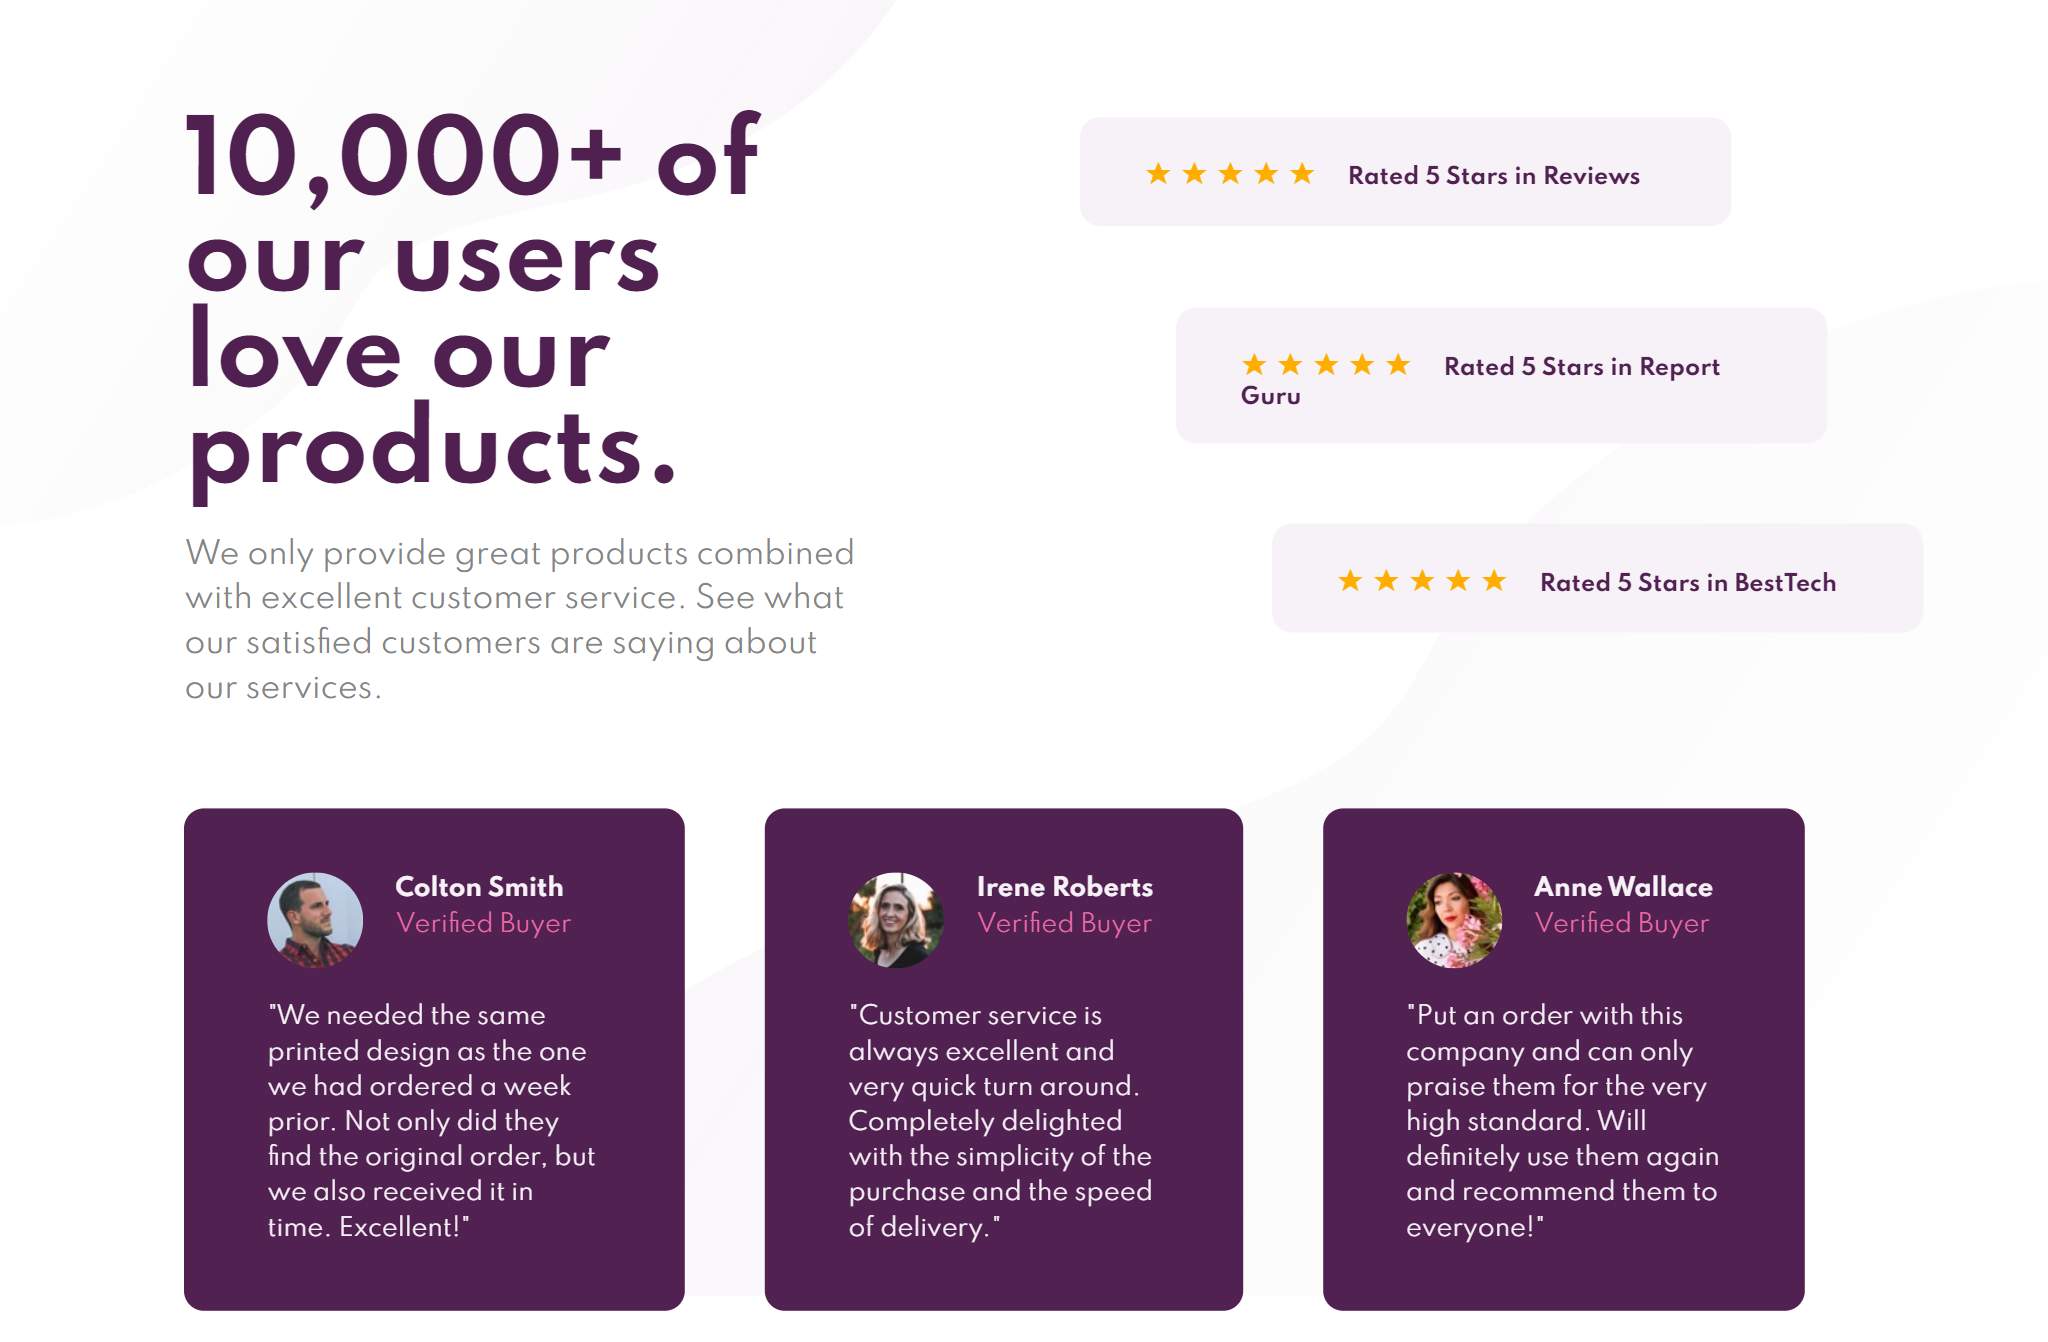 10,000+ of
our users
love our
products.
We only provide great products combined
with excellent customer service. See what
our satisfied customers are saying about
our services.
Rated 5 Stars in Reviews
Rated 5 Stars in Report
Guru
Rated 5 Stars in BestTech
Colton Smith
Verified Buyer
"We needed the same
printed design as the one
we had ordered a week
prior. Not only did they
find the original order, but
we also received it in
time. Excellent!"
Irene Roberts
Verified Buyer
"Customer service is
always excellent and
very quick turn around.
Completely delighted
with the simplicity of the
purchase and the speed
of delivery."
Anne Wallace
Verified Buyer
"Put an order with this
company and can only
praise them for the very
high standard. Will
definitely use them again
and recommend them to
everyone!"